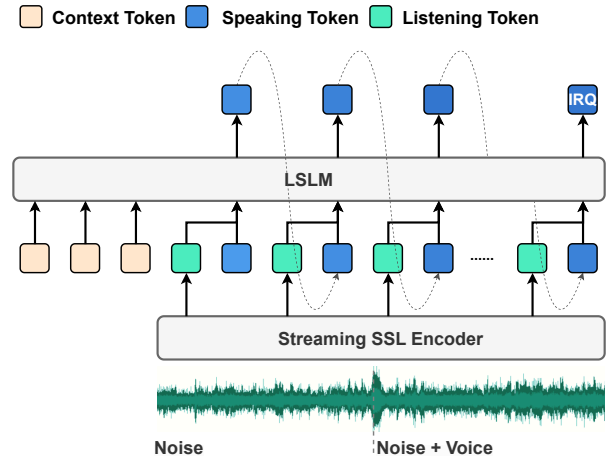 Context Token Speaking Token Listening Token
IRQ
LSLM
......
Streaming SSL Encoder
Noise Noise + Voice